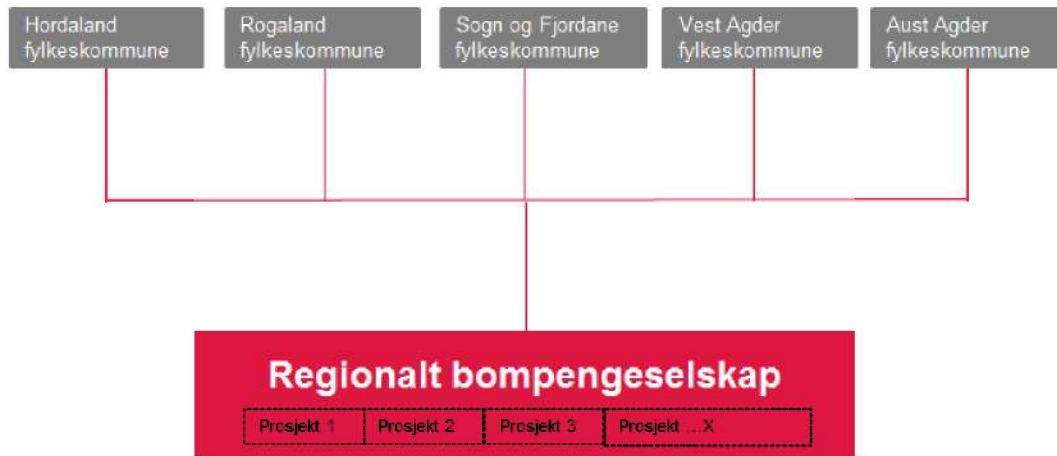 Hordaland
fylkeskommune
Rogaland
fylkeskommune
Sogn og Fjordane
fylkeskommune
Vest Agder
fylkeskommune
Aust Agder
fylkeskommune
Regionalt bompengeselskap
Prosjekt 1
Prosjekt 2
Prosjekt 3
Prosjekt ...X